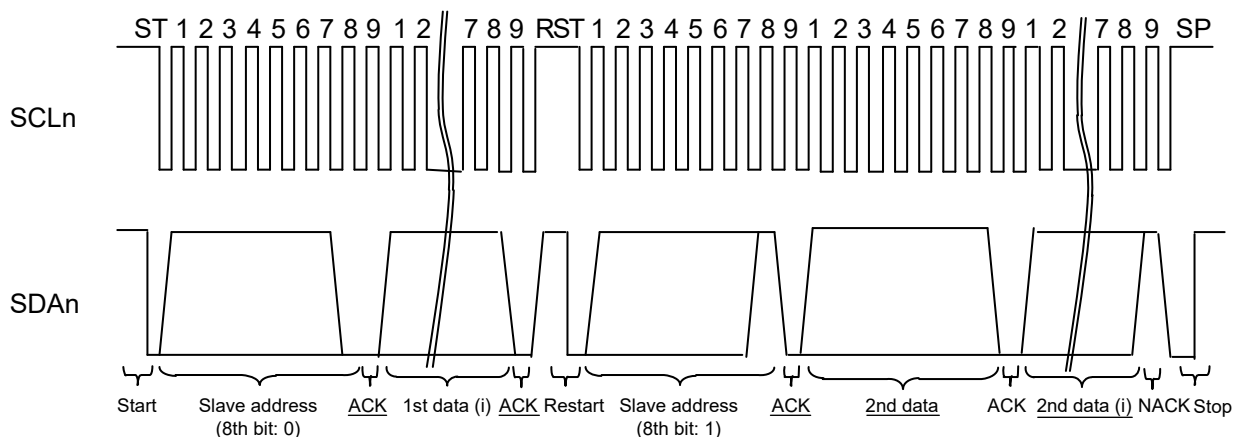 ST 1 2 3 4 5 6 7 8 9 1 2 7 8 9 RST 1 2 3 4 5 6 7 8 9 1 2 3 4 5 6 7 8 9 1 2 7 8 9 SP
SCLn
SDAn
Start Slave address ACK 1st data (i) ACK Restart Slave address ACK 2nd data ACK 2nd data (i) NACK Stop
(8th bit: 0) (8th bit: 1)